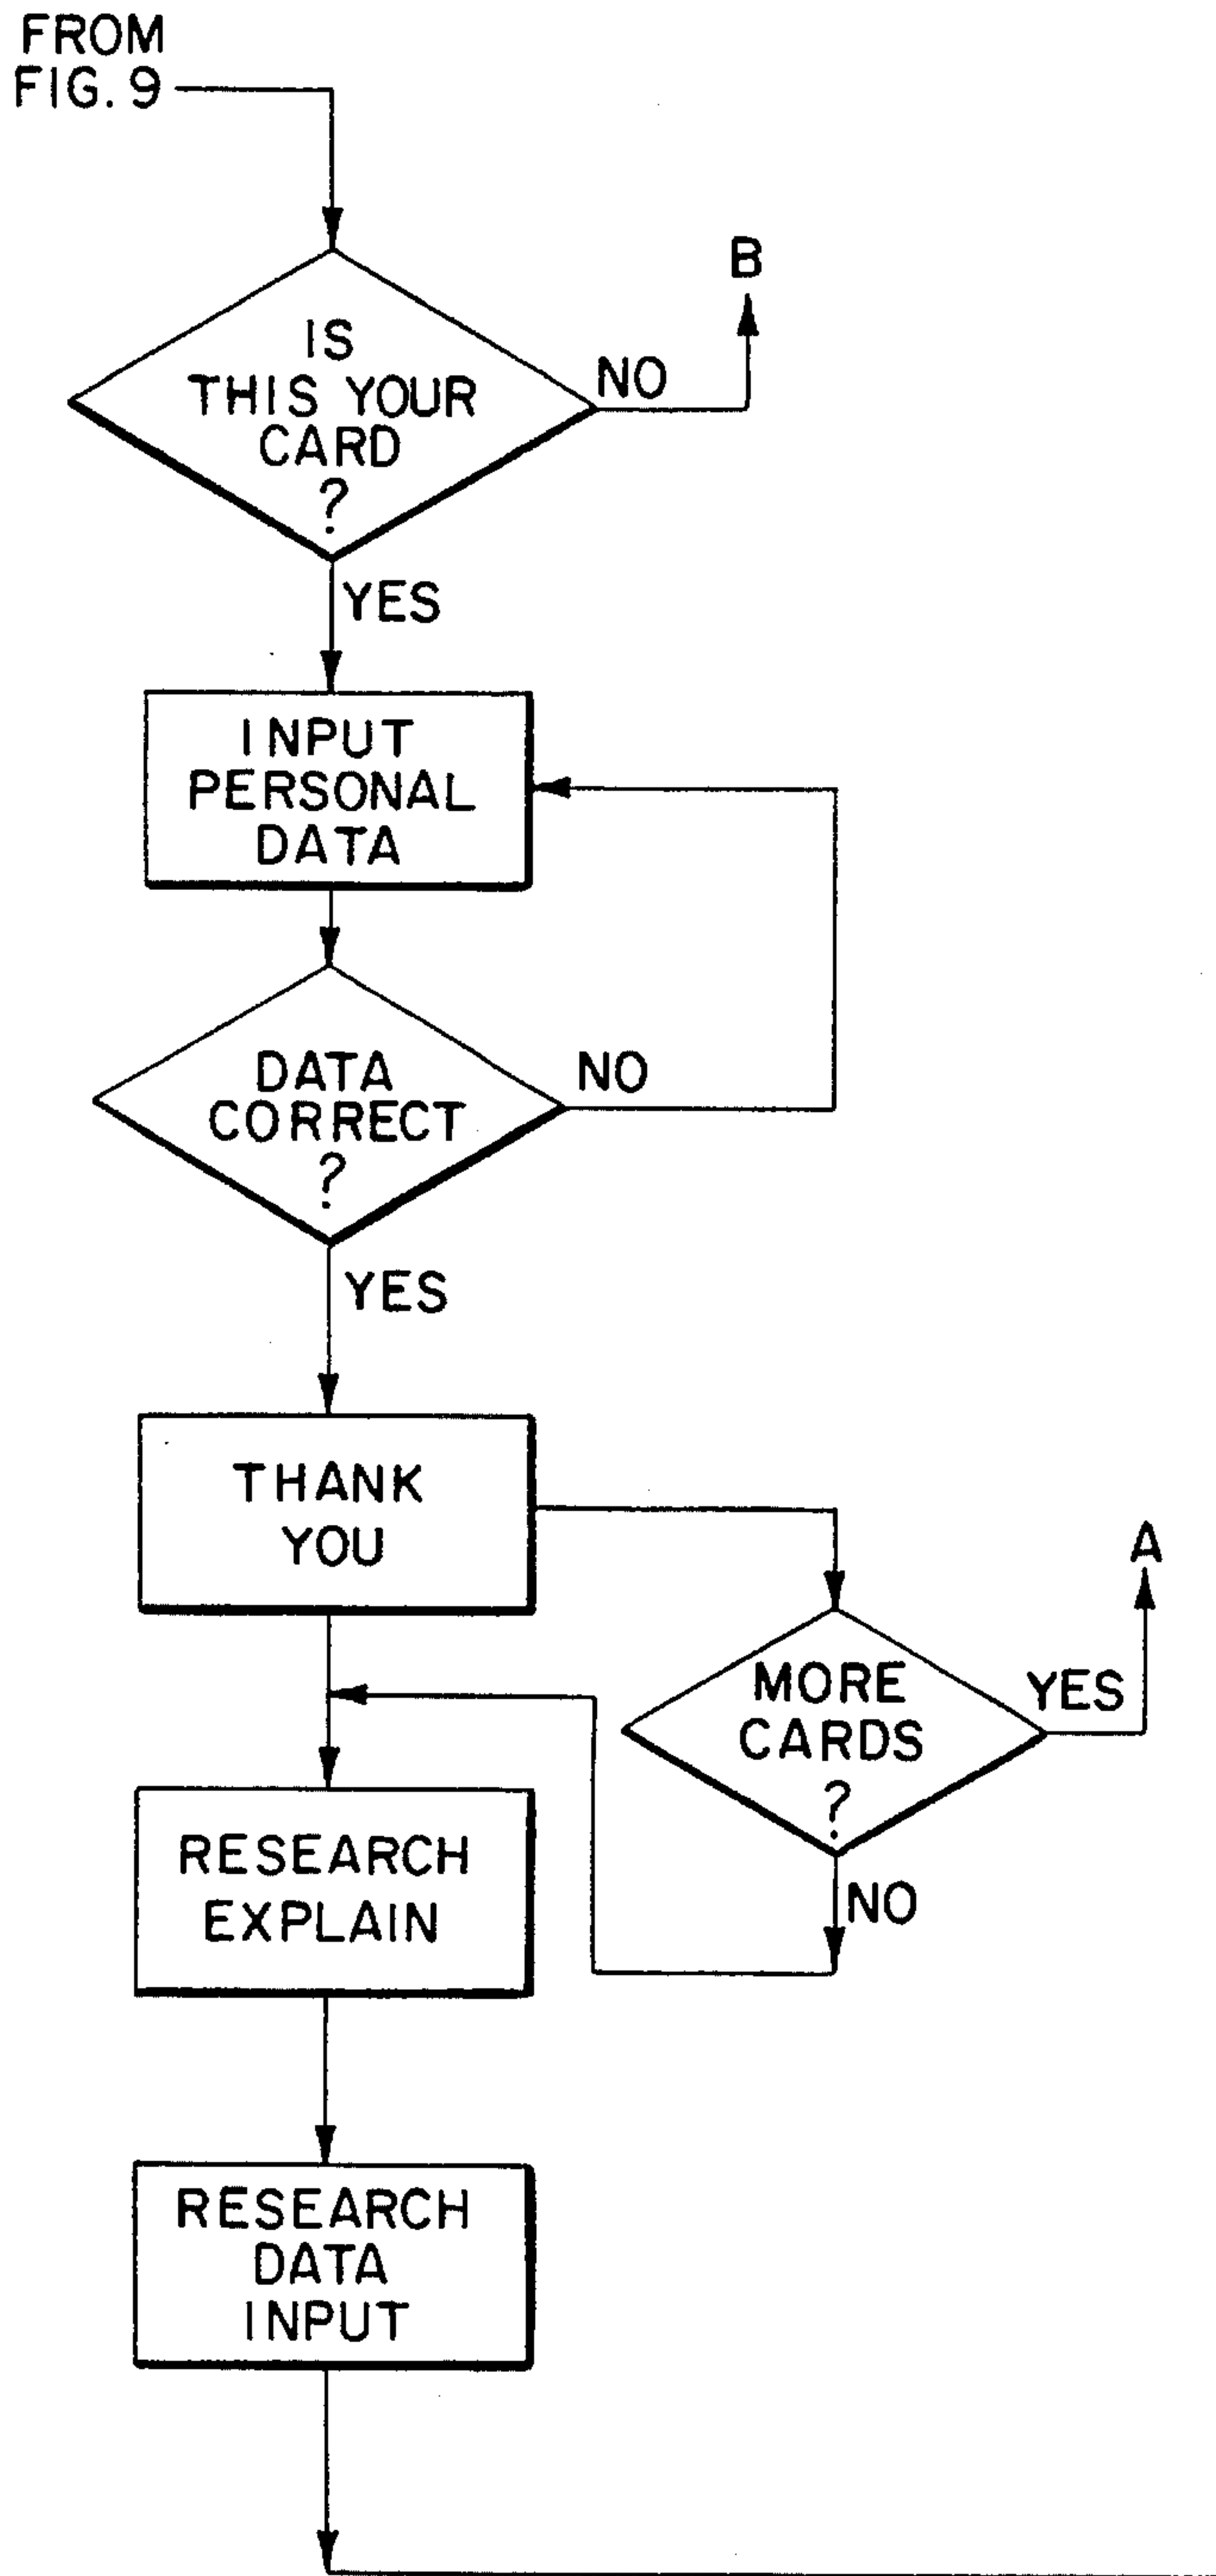 FROM
FIG. 9
B
IS
THIS YOUR
CARD
?
NO
YES
INPUT
PERSONAL
DATA
DATA
CORRECT
?
NO
YES
THANK
YOU
A
MORE
CARDS
?
YES
NO
RESEARCH
EXPLAIN
RESEARCH
DATA
INPUT